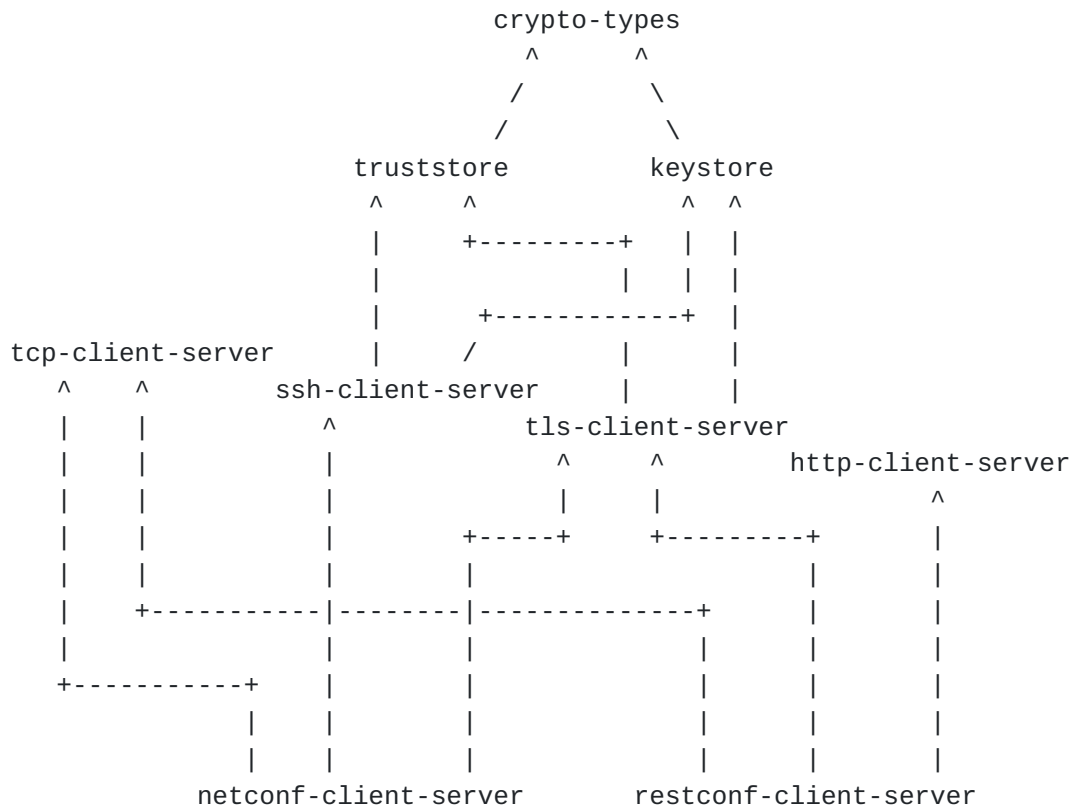 crypto-types
truststore keystore
tcp-client-server
ssh-client-server
tls-client-server
http-client-server
netconf-client-server restconf-client-server